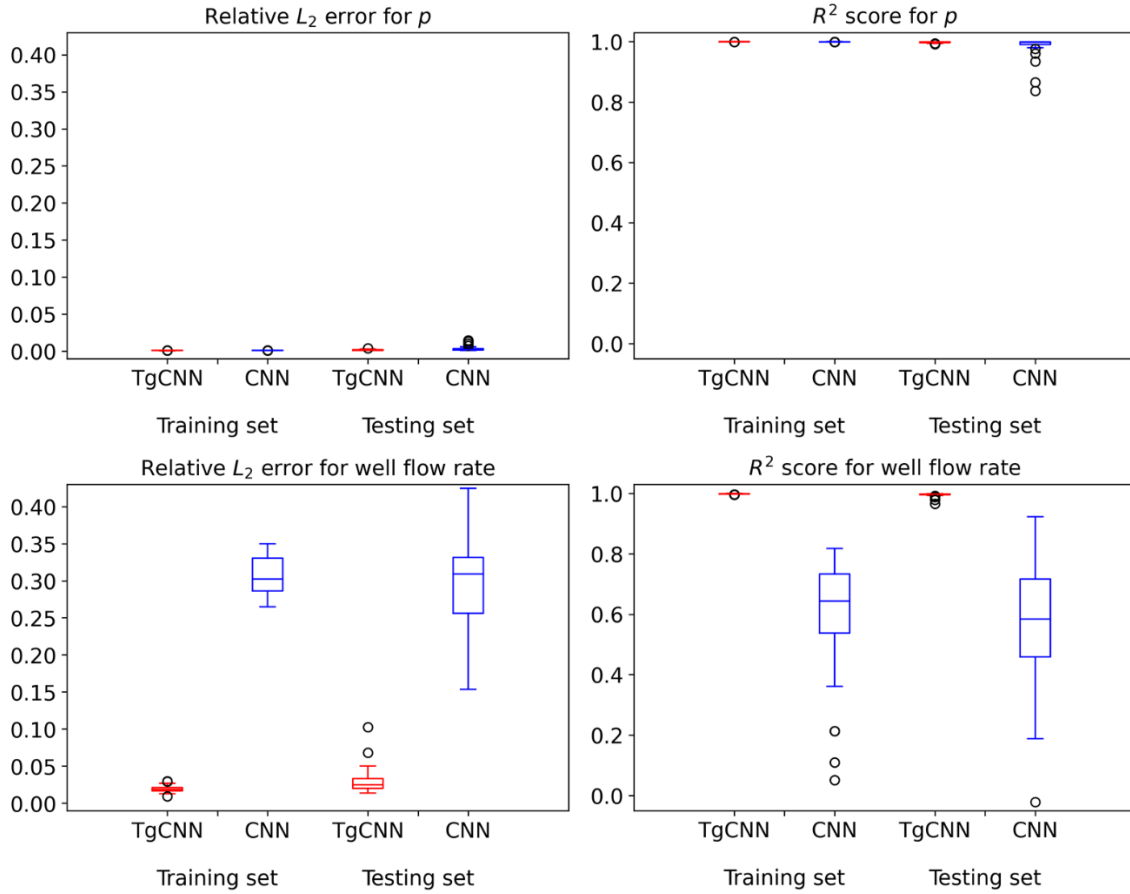 Relative L₂ error for p
0.40
0.35
0.30
0.25
0.20
0.15
0.10
0.05
0.00
TgCNN CNN TgCNN CNN
Training set Testing set
R² score for p
1.0
0.8
0.6
0.4
0.2
0.0
TgCNN CNN TgCNN CNN
Training set Testing set
Relative L₂ error for well flow rate
0.40
0.35
0.30
0.25
0.20
0.15
0.10
0.05
0.00
TgCNN CNN TgCNN CNN
Training set Testing set
R² score for well flow rate
1.0
0.8
0.6
0.4
0.2
0.0
TgCNN CNN TgCNN CNN
Training set Testing set